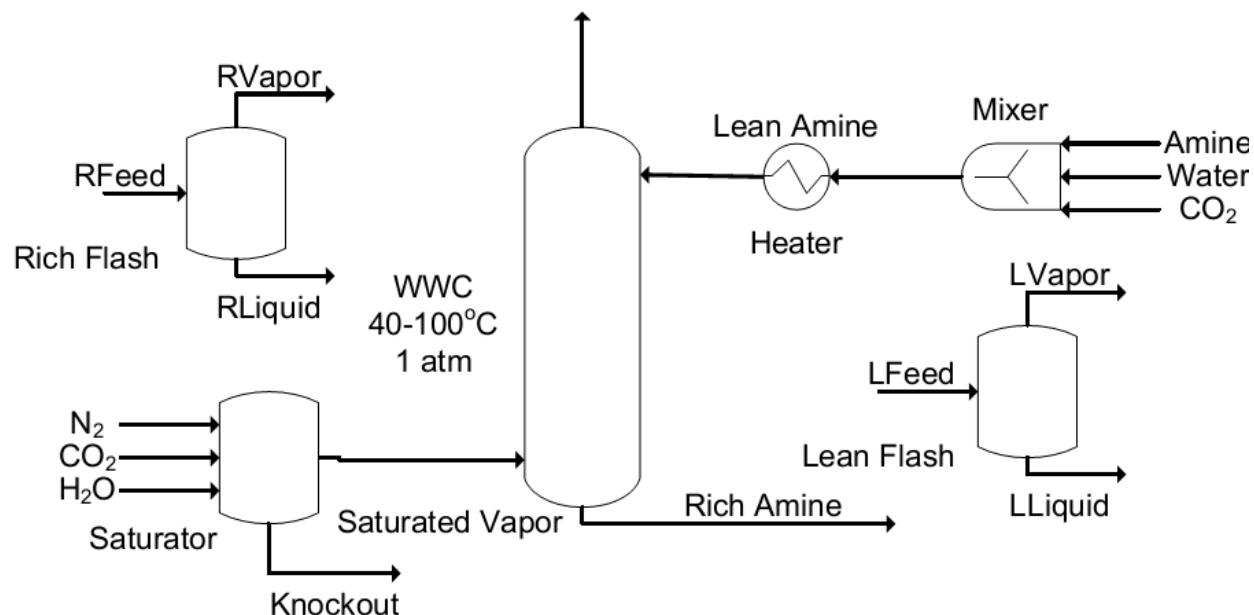 RVapor
RFeed
Rich Flash
RLiquid
WWC
40-100°C
1 atm
Lean Amine
Heater
Mixer
Amine
Water
CO₂
LVapor
LFeed
Lean Flash
LLiquid
N₂
CO₂
H₂O
Saturator
Saturated Vapor
Rich Amine
Knockout